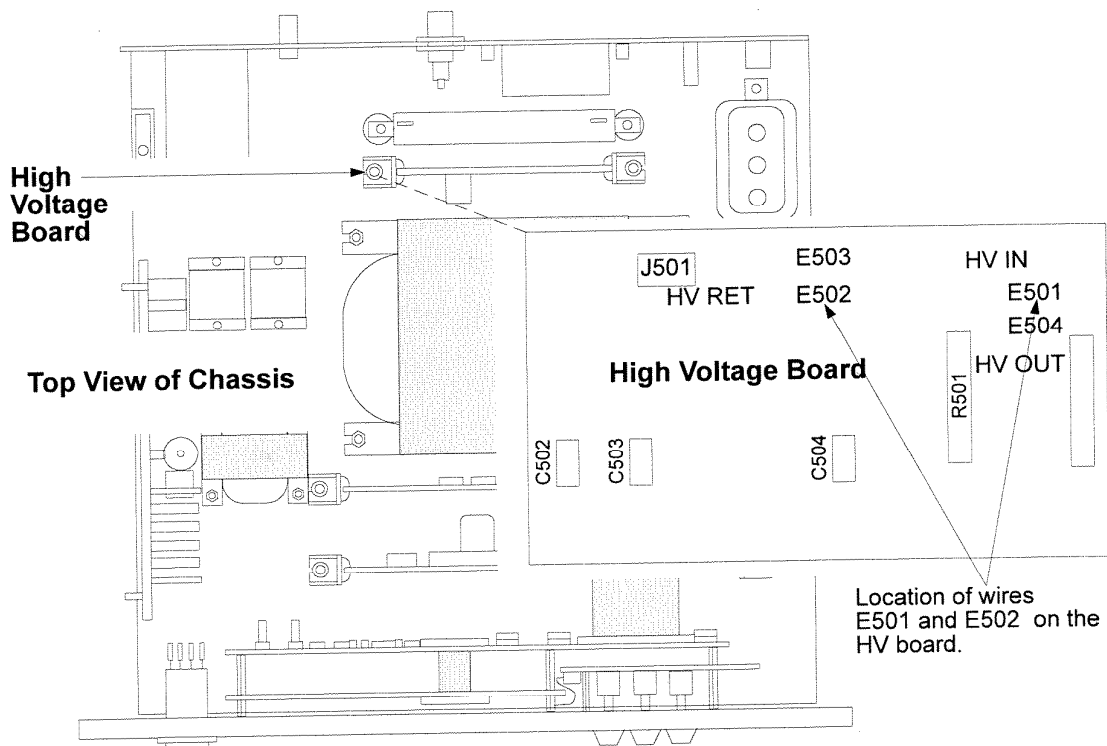 High
Voltage
Board
J501
E503
HV IN
HV RET
E502
E501
E504
Top View of Chassis
High Voltage Board
HV OUT
R501
C502
C503
C504
Location of wires
E501 and E502 on the
HV board.